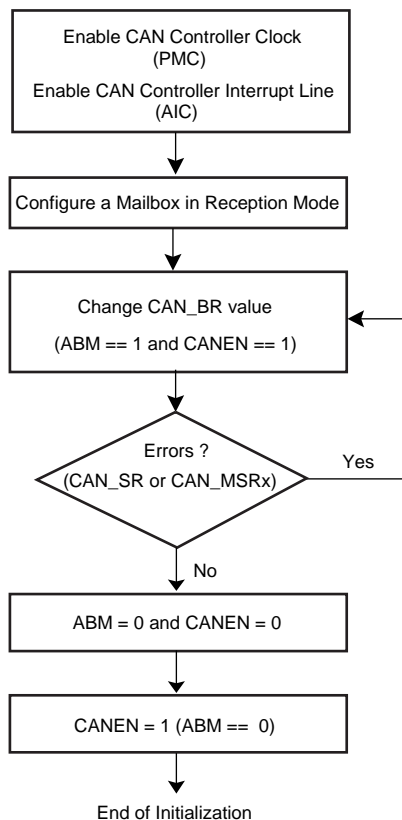 Enable CAN Controller Clock
(PMC)
Enable CAN Controller Interrupt Line
(AIC)
Configure a Mailbox in Reception Mode
Change CAN_BR value
(ABM == 1 and CANEN == 1)
Errors ?
(CAN_SR or CAN_MSRx)
Yes
No
ABM = 0 and CANEN = 0
CANEN = 1 (ABM == 0)
End of Initialization